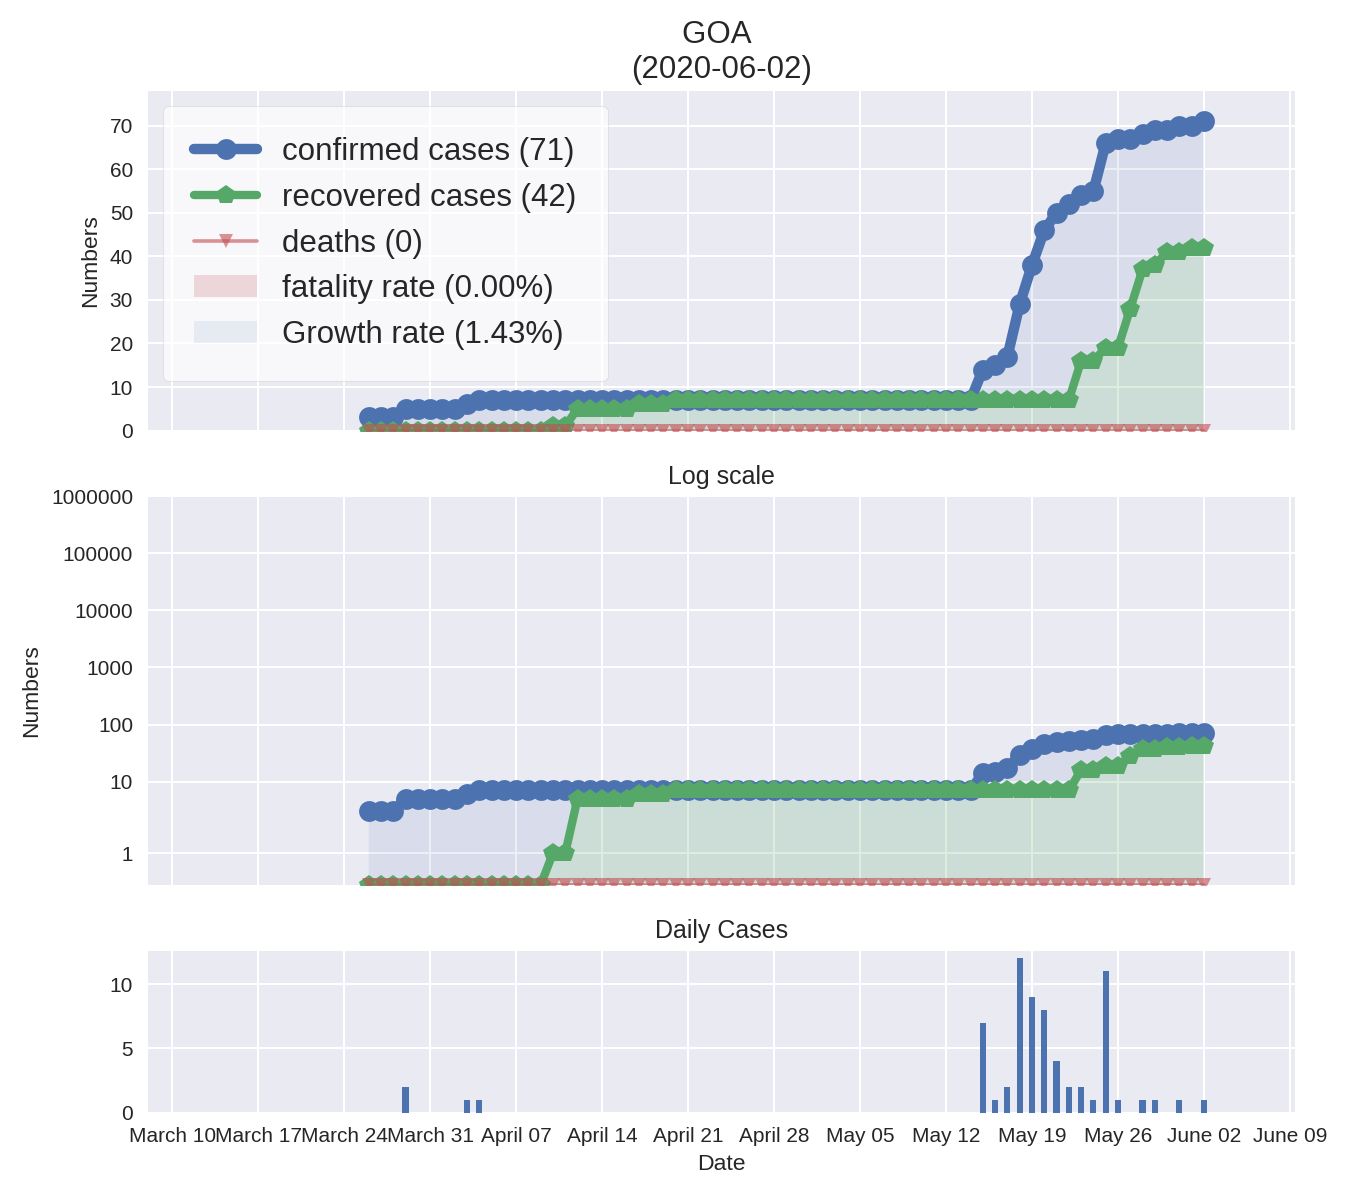 GOA
(2020-06-02)
confirmed cases (71)
recovered cases (42)
deaths (0)
fatality rate (0.00%)
Growth rate (1.43%)
Numbers
70
60
50
40
30
20
10
0
Log scale
Numbers
1000000
100000
10000
1000
100
10
1
Daily Cases
10
5
0
March 10 March 17 March 24 March 31 April 07 April 14 April 21 April 28 May 05 May 12 May 19 May 26 June 02 June 09
Date